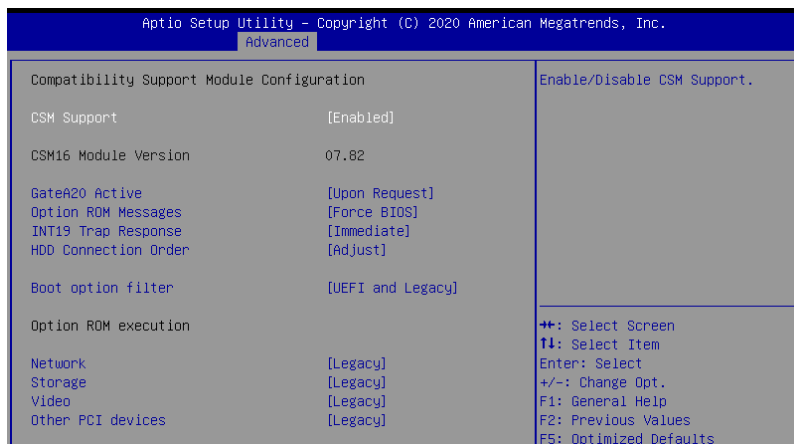 Aptio Setup Utility – Copyright (C) 2020 American Megatrends, Inc.
Advanced
Compatibility Support Module Configuration
CSM Support [Enabled]
CSM16 Module Version 07.82
GateA20 Active [Upon Request]
Option ROM Messages [Force BIOS]
INT19 Trap Response [Immediate]
HDD Connection Order [Adjust]
Boot option filter [UEFI and Legacy]
Option ROM execution
Network [Legacy]
Storage [Legacy]
Video [Legacy]
Other PCI devices [Legacy]
Enable/Disable CSM Support.
→←: Select Screen
↑↓: Select Item
Enter: Select
+/-: Change Opt.
F1: General Help
F2: Previous Values
F5: Optimized Defaults